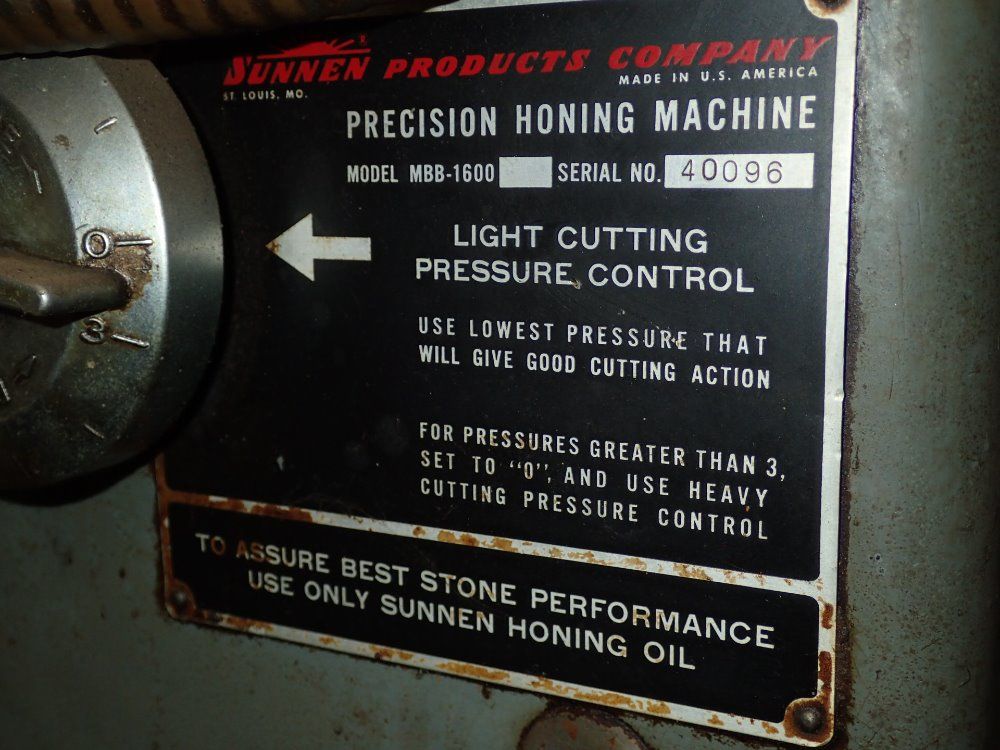 SUNNEN PRODUCTS COMPANY
ST. LOUIS, MO.
MADE IN U.S. AMERICA
PRECISION HONING MACHINE
MODEL MBB-1600 SERIAL NO. 40096
LIGHT CUTTING
PRESSURE CONTROL
USE LOWEST PRESSURE THAT
WILL GIVE GOOD CUTTING ACTION
FOR PRESSURES GREATER THAN 3,
SET TO "0", AND USE HEAVY
CUTTING PRESSURE CONTROL
TO ASSURE BEST STONE PERFORMANCE
USE ONLY SUNNEN HONING OIL
0
3